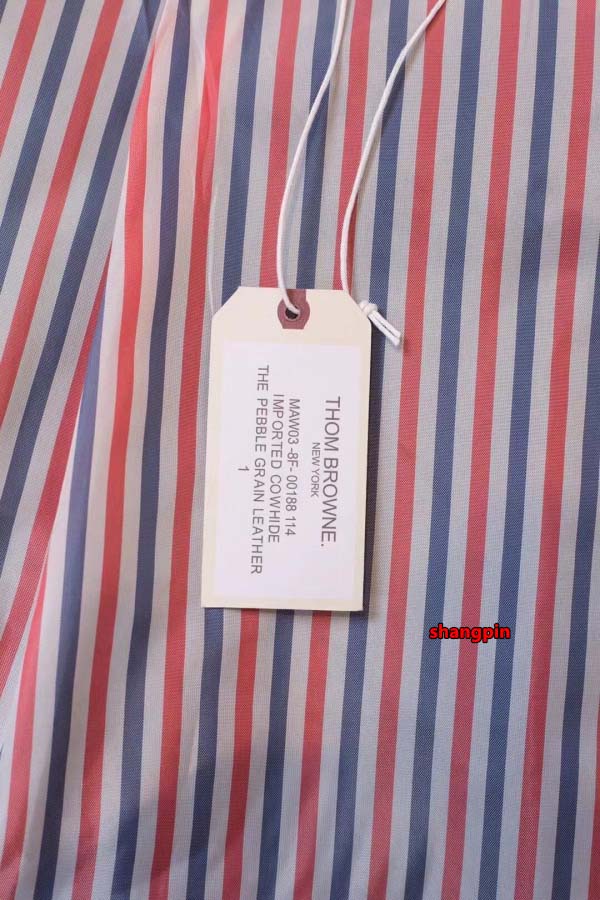 THOM BROWNE.
NEW YORK
MAW03 -8F- 00188 114
IMPORTED COWHIDE
THE PEBBLE GRAIN LEATHER
1
shangpin